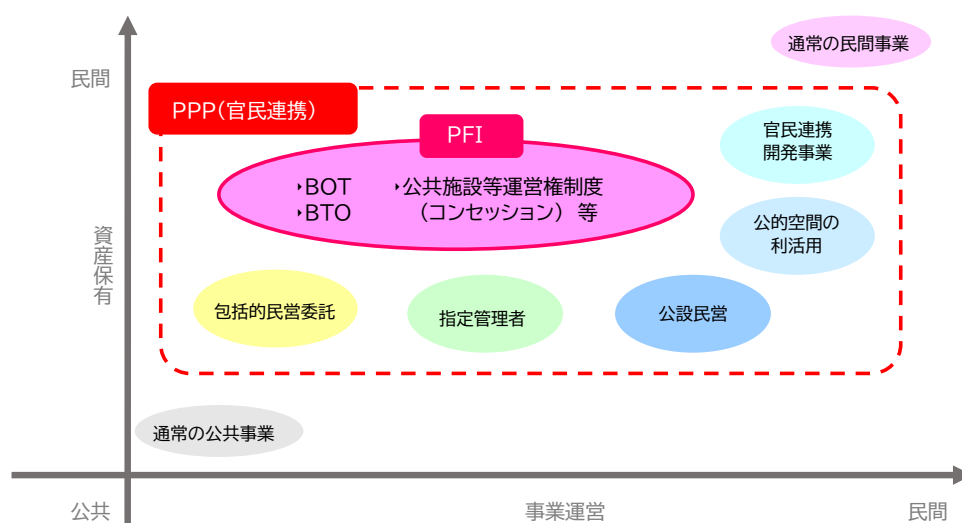 通常の民間事業
民間
PPP(官民連携)
PFI
官民連携
開発事業
‣BOT ‣公共施設等運営権制度
‣BTO (コンセッション) 等
公的空間の
利活用
資産保有
包括的民営委託
指定管理者
公設民営
通常の公共事業
公共
事業運営
民間